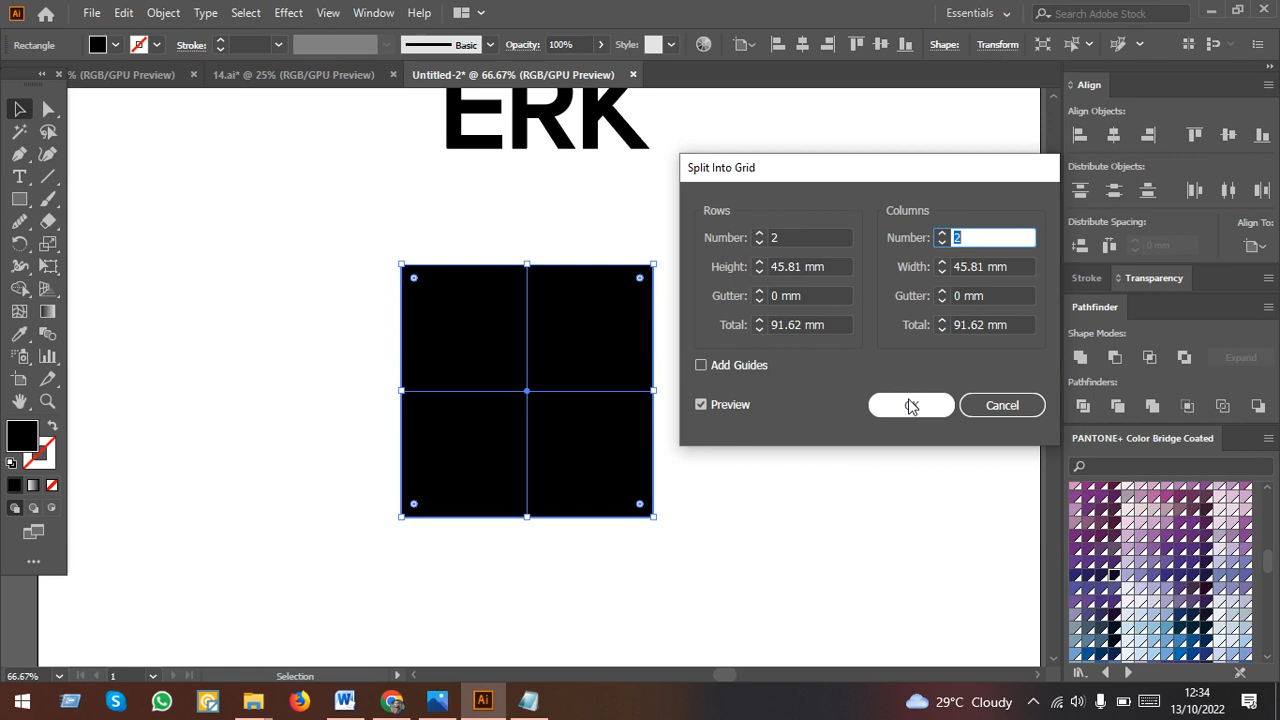 File Edit Object Type Select Effect View Window Help
Essentials
Search Adobe Stock
Rectangle
Stroke:
Basic
Opacity: 100%
Style:
Shape:
Transform
% (RGB/GPU Preview)
14.ai* @ 25% (RGB/GPU Preview)
Untitled-2* @ 66.67% (RGB/GPU Preview)
ERK
Split Into Grid
Rows
Number: 2
Height: 45.81 mm
Gutter: 0 mm
Total: 91.62 mm
Columns
Number: 2
Width: 45.81 mm
Gutter: 0 mm
Total: 91.62 mm
Add Guides
Preview
Cancel
Align
Align Objects:
Distribute Objects:
Distribute Spacing:
Align To:
0 mm
Stroke
Transparency
Pathfinder
Shape Modes:
Expand
Pathfinders:
PANTONE+ Color Bridge Coated
66.67%
1
Selection
29°C Cloudy
12:34
13/10/2022